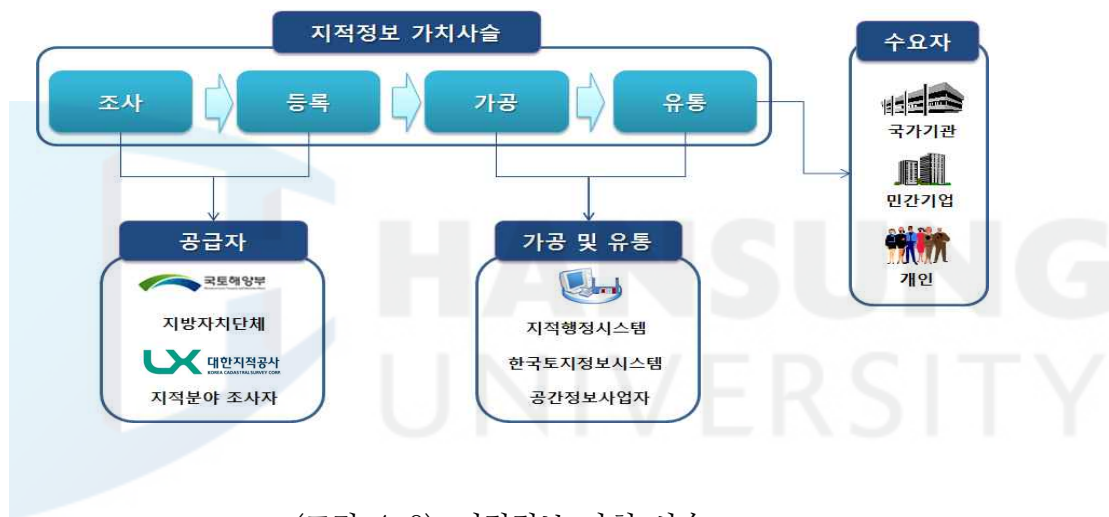 지적정보 가치사슬
조사
등록
가공
유통
수요자
국가기관
민간기업
개인
공급자
국토해양부
지방자치단체
LX 대한지적공사
KOREA CADASTRAL SURVEY CORP.
지적분야 조사자
가공 및 유통
지적행정시스템
한국토지정보시스템
공간정보사업자
HANSUNG
UNIVERSITY